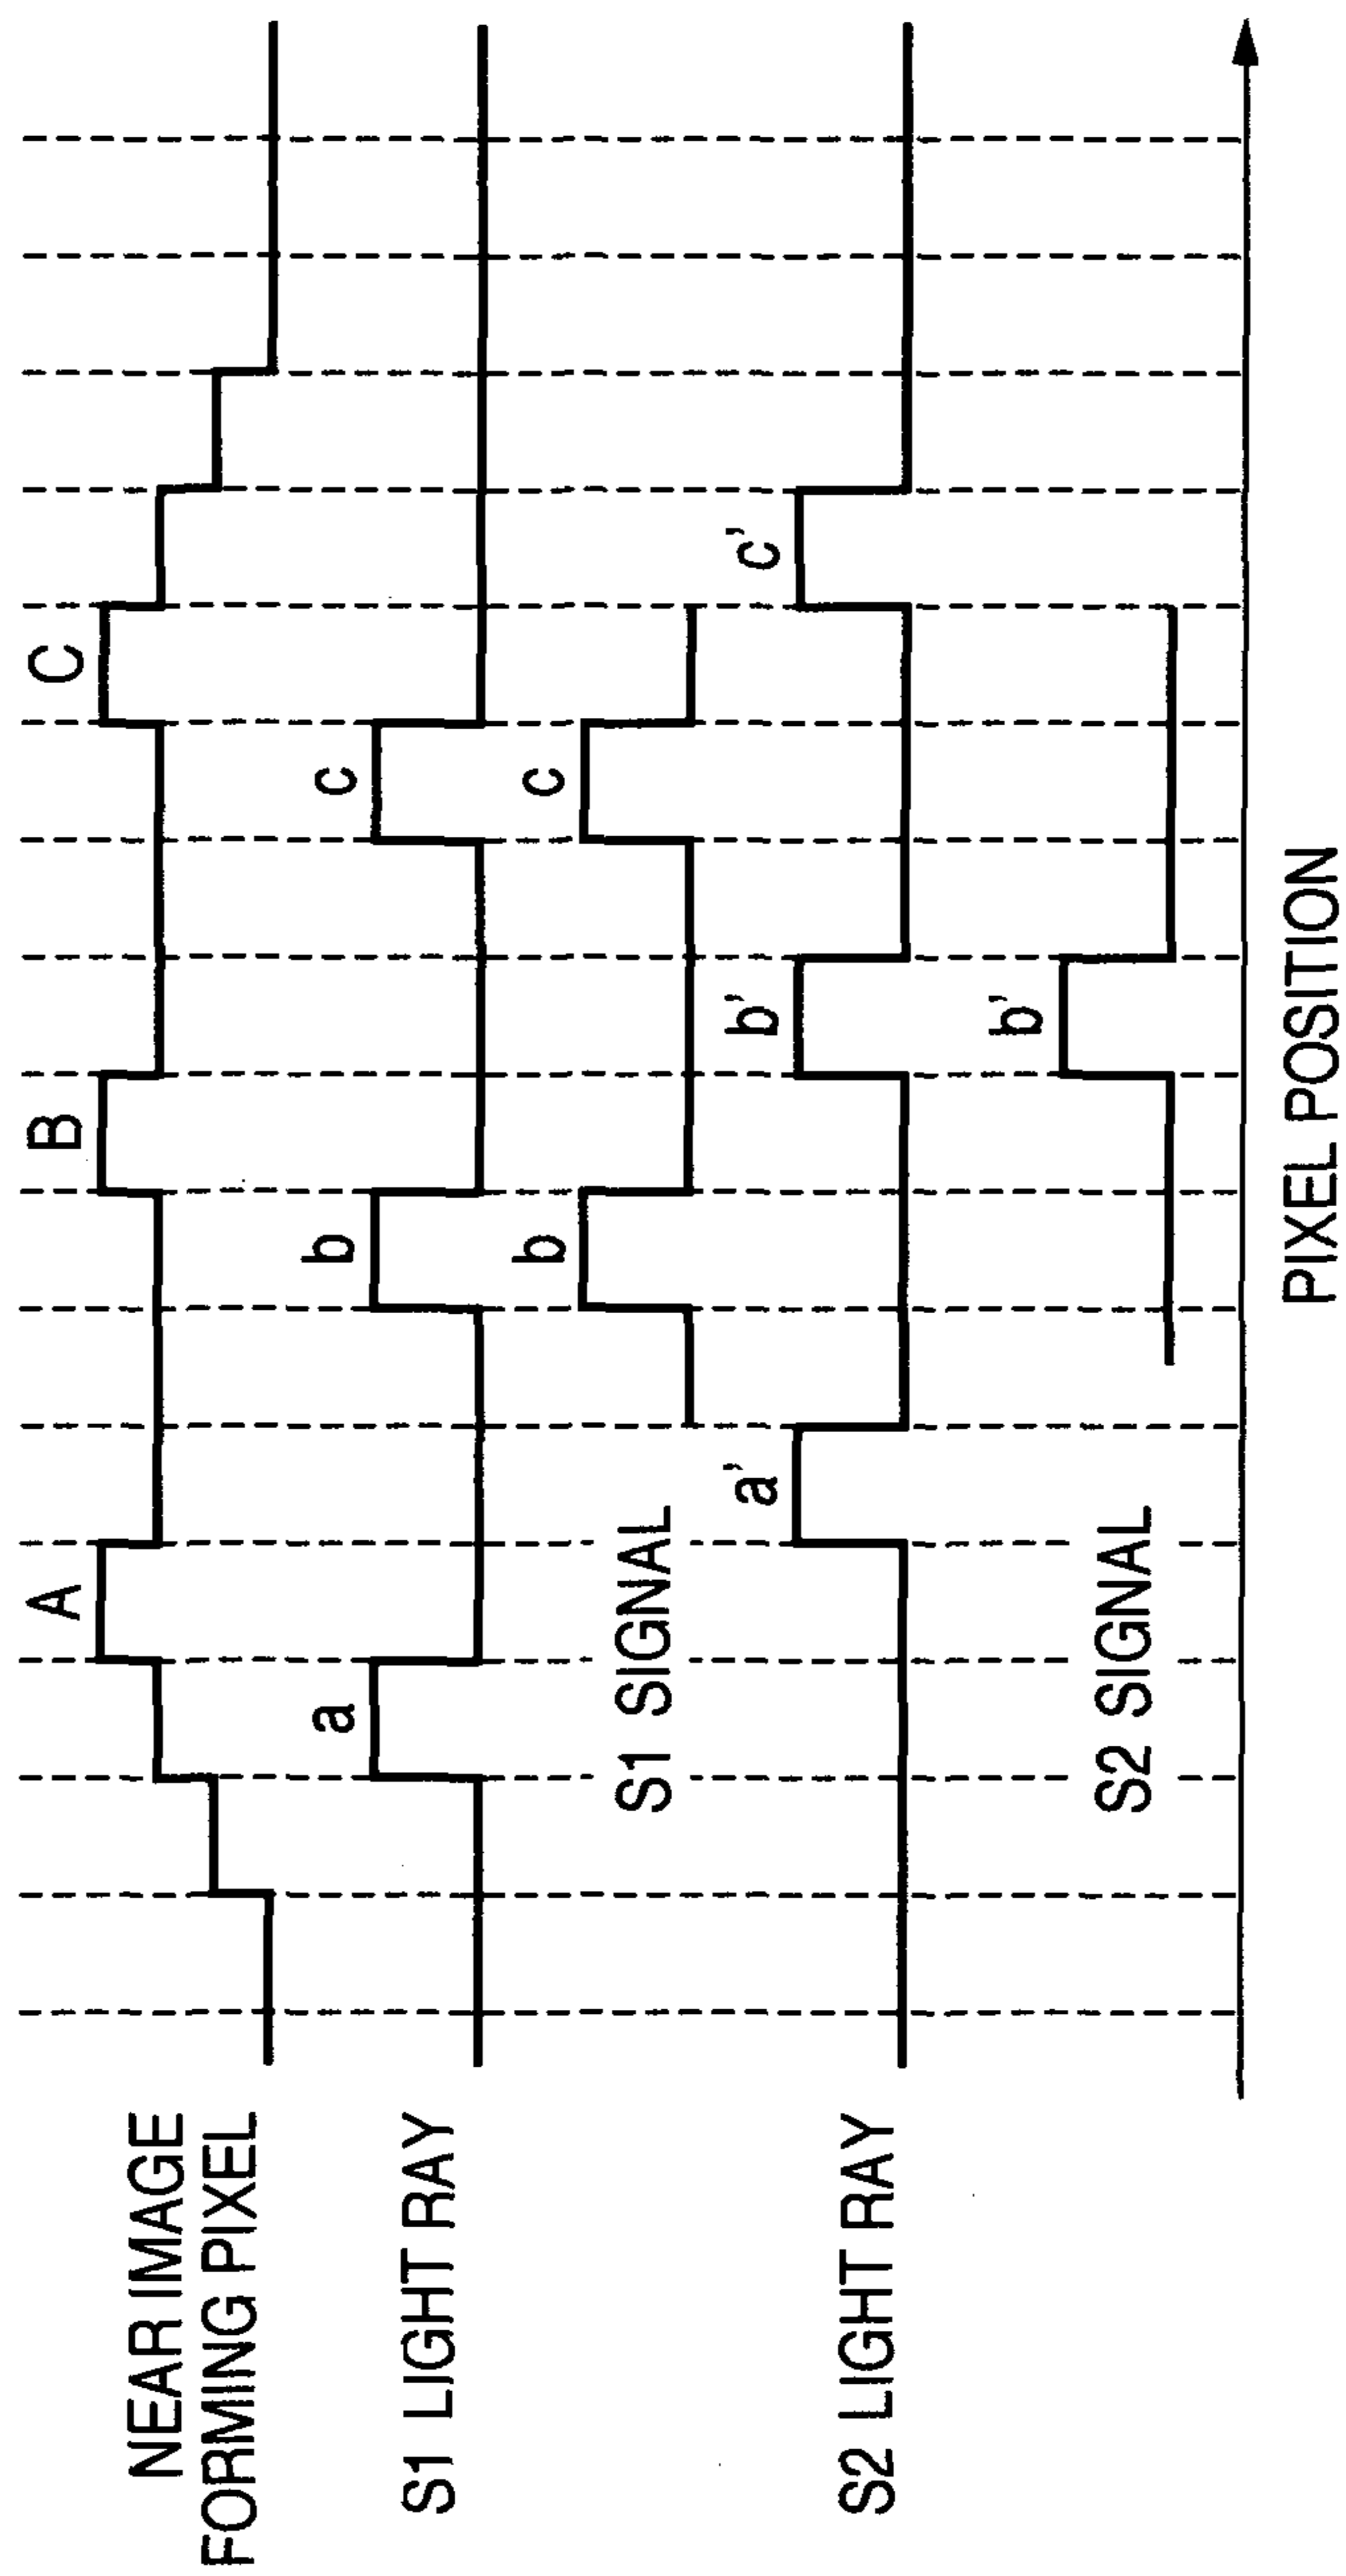 NEAR IMAGE
FORMING PIXEL
A
B
C
S1 LIGHT RAY
a
b
c
S1 SIGNAL
b
c
S2 LIGHT RAY
a'
b'
c'
S2 SIGNAL
b'
PIXEL POSITION